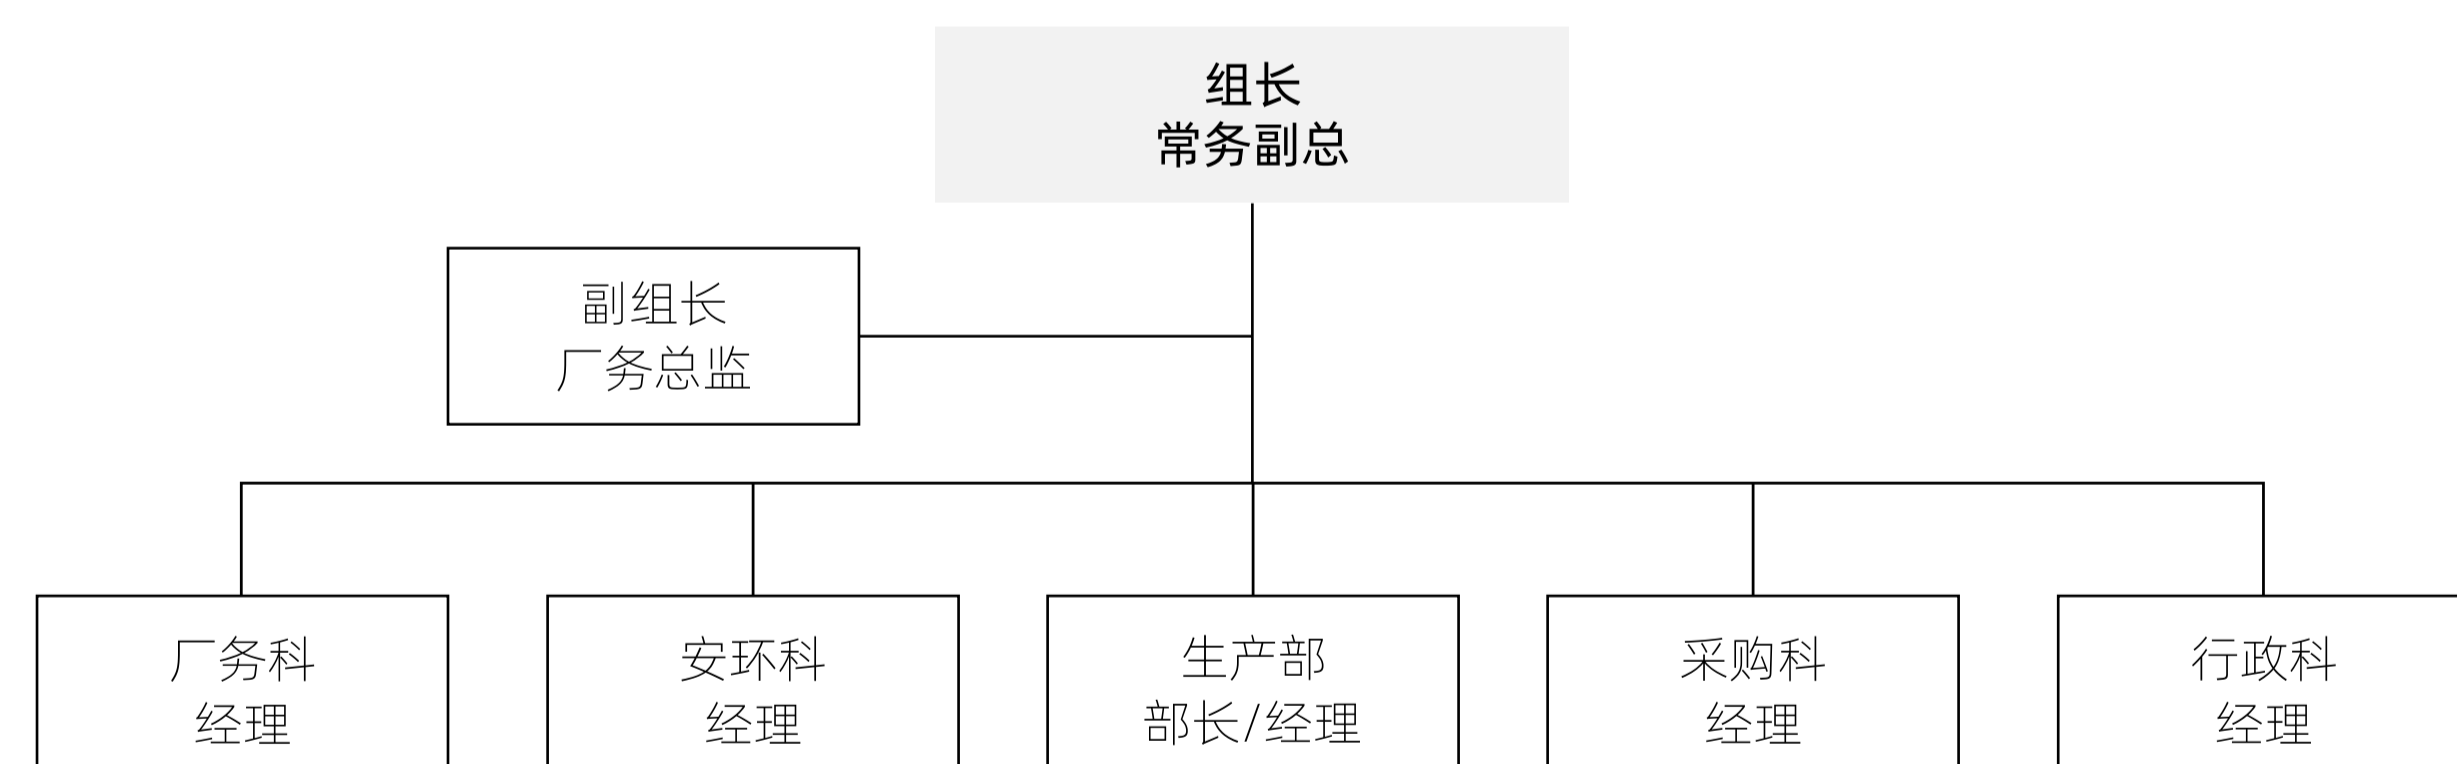 组长
常务副总
副组长
厂务总监
厂务科
经理
安环科
经理
生产部
部长/经理
采购科
经理
行政科
经理